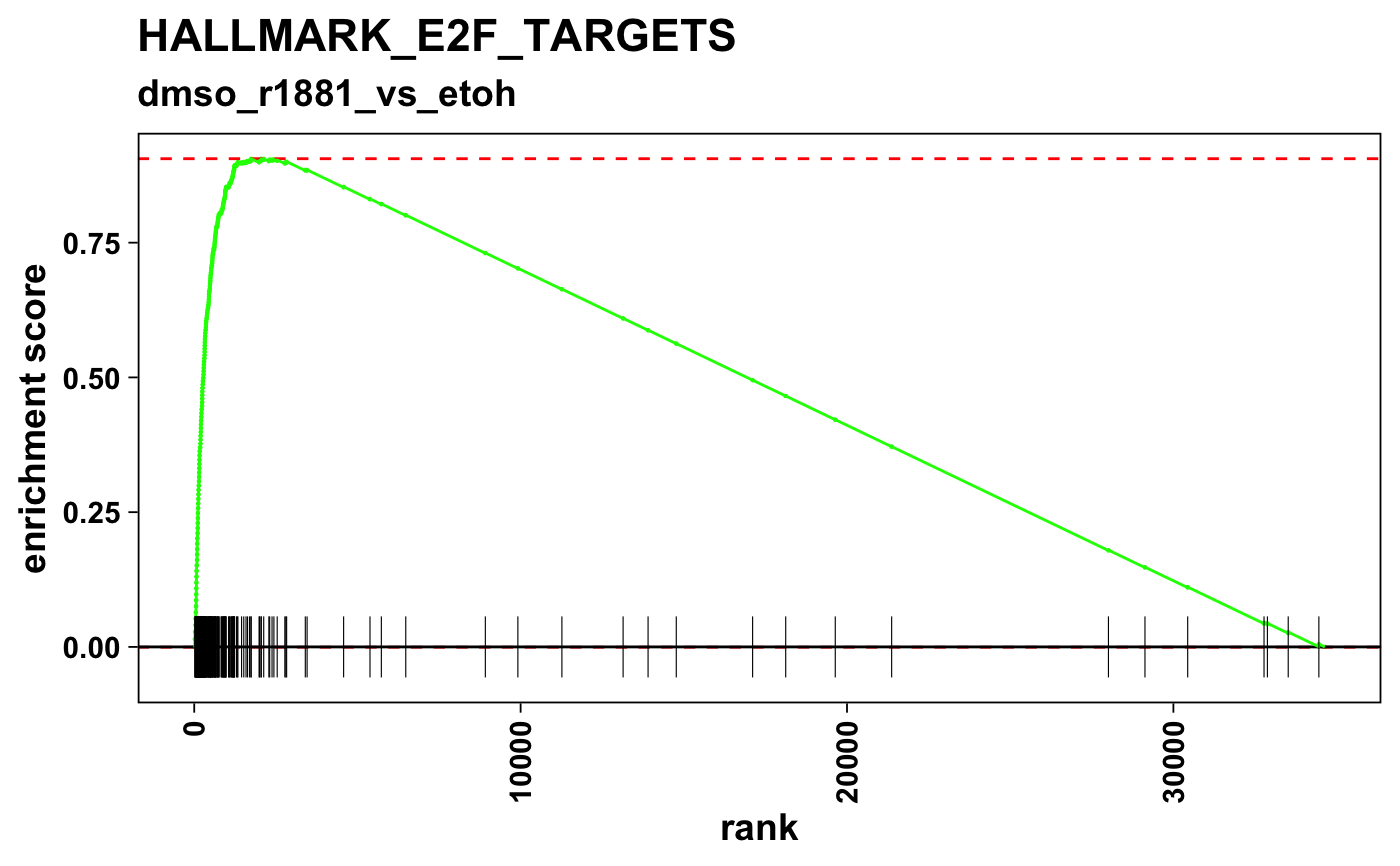 HALLMARK_E2F_TARGETS
dmso_r1881_vs_etoh
enrichment score
0.75
0.50
0.25
0.00
0
10000
20000
30000
rank